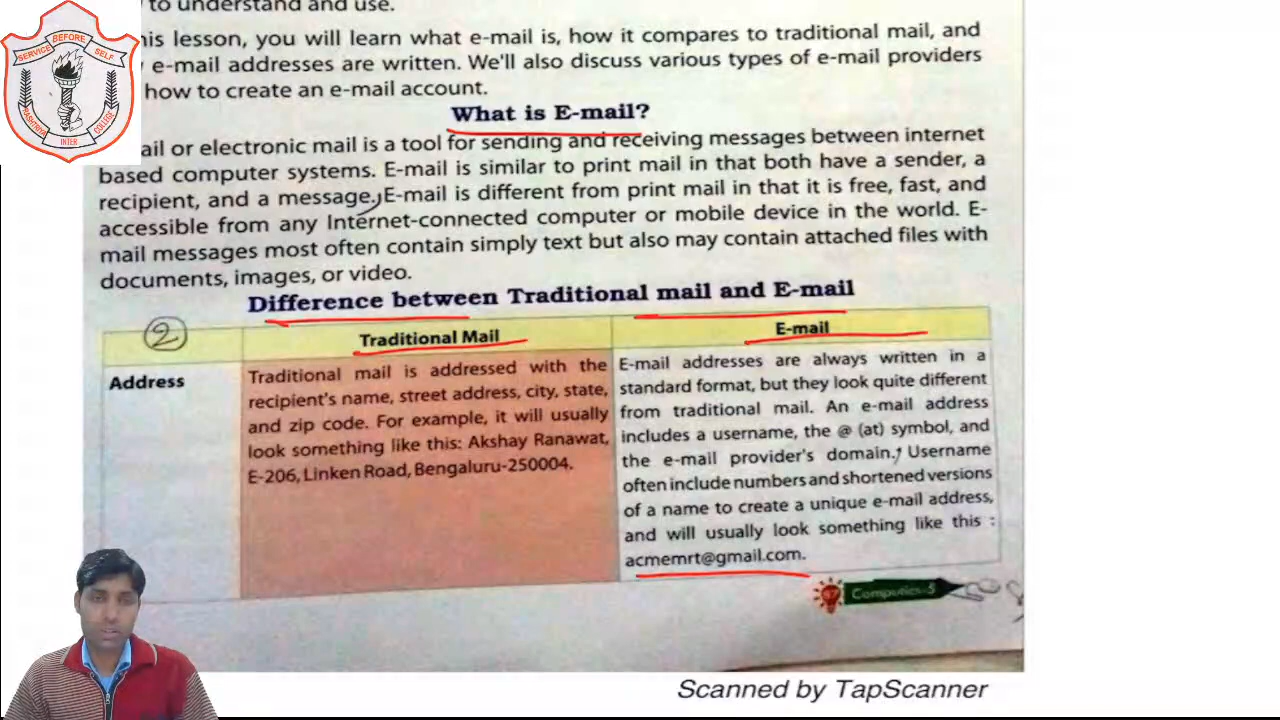 SERVICE BEFORE SELF
RASHTRIYA INTER COLLEGE
to understand and use.
his lesson, you will learn what e-mail is, how it compares to traditional mail, and
e-mail addresses are written. We'll also discuss various types of e-mail providers
how to create an e-mail account.
What is E-mail?
ail or electronic mail is a tool for sending and receiving messages between internet
based computer systems. E-mail is similar to print mail in that both have a sender, a
recipient, and a message. E-mail is different from print mail in that it is free, fast, and
accessible from any Internet-connected computer or mobile device in the world. E-
mail messages most often contain simply text but also may contain attached files with
documents, images, or video.
Difference between Traditional mail and E-mail
2
Traditional Mail
E-mail
Address
Traditional mail is addressed with the
recipient's name, street address, city, state,
and zip code. For example, it will usually
look something like this: Akshay Ranawat,
E-206, Linken Road, Bengaluru-250004.
E-mail addresses are always written in a
standard format, but they look quite different
from traditional mail. An e-mail address
includes a username, the @ (at) symbol, and
the e-mail provider's domain. Username
often include numbers and shortened versions
of a name to create a unique e-mail address,
and will usually look something like this :
acmemrt@gmail.com.
Scanned by TapScanner